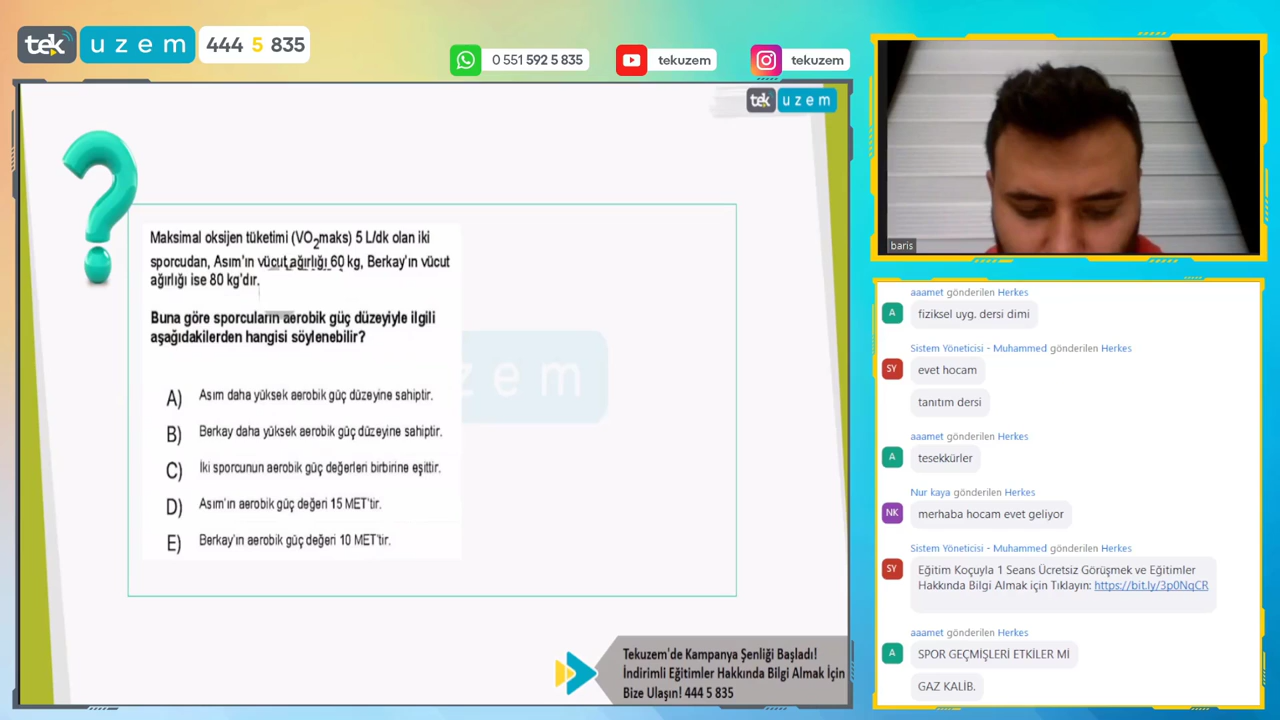 tek uzem 444 5 835
0 551 592 5 835
tekuzem
tekuzem
tek uzem
Maksimal oksijen tüketimi (VO2maks) 5 L/dk olan iki
sporcudan, Asım'ın vücut ağırlığı 60 kg, Berkay'ın vücut
ağırlığı ise 80 kg'dır.
Buna göre sporcuların aerobik güç düzeyiyle ilgili
aşağıdakilerden hangisi söylenebilir?
zem
A) Asım daha yüksek aerobik güç düzeyine sahiptir.
B) Berkay daha yüksek aerobik güç düzeyine sahiptir.
C) İki sporcunun aerobik güç değerleri birbirine eşittir.
D) Asım'ın aerobik güç değeri 15 MET'tir.
E) Berkay'ın aerobik güç değeri 10 MET'tir.
Tekuzem'de Kampanya Şenliği Başladı!
İndirimli Eğitimler Hakkında Bilgi Almak İçin
Bize Ulaşın! 444 5 835
baris
aaamet gönderilen Herkes
A fiziksel uyg. dersi dimi
Sistem Yöneticisi - Muhammed gönderilen Herkes
SY evet hocam
tanıtım dersi
aaamet gönderilen Herkes
A tesekkürler
Nur kaya gönderilen Herkes
NK merhaba hocam evet geliyor
Sistem Yöneticisi - Muhammed gönderilen Herkes
SY Eğitim Koçuyla 1 Seans Ücretsiz Görüşmek ve Eğitimler
Hakkında Bilgi Almak için Tıklayın: https://bit.ly/3p0NqCR
aaamet gönderilen Herkes
A SPOR GEÇMİŞLERİ ETKİLER Mİ
GAZ KALİB.